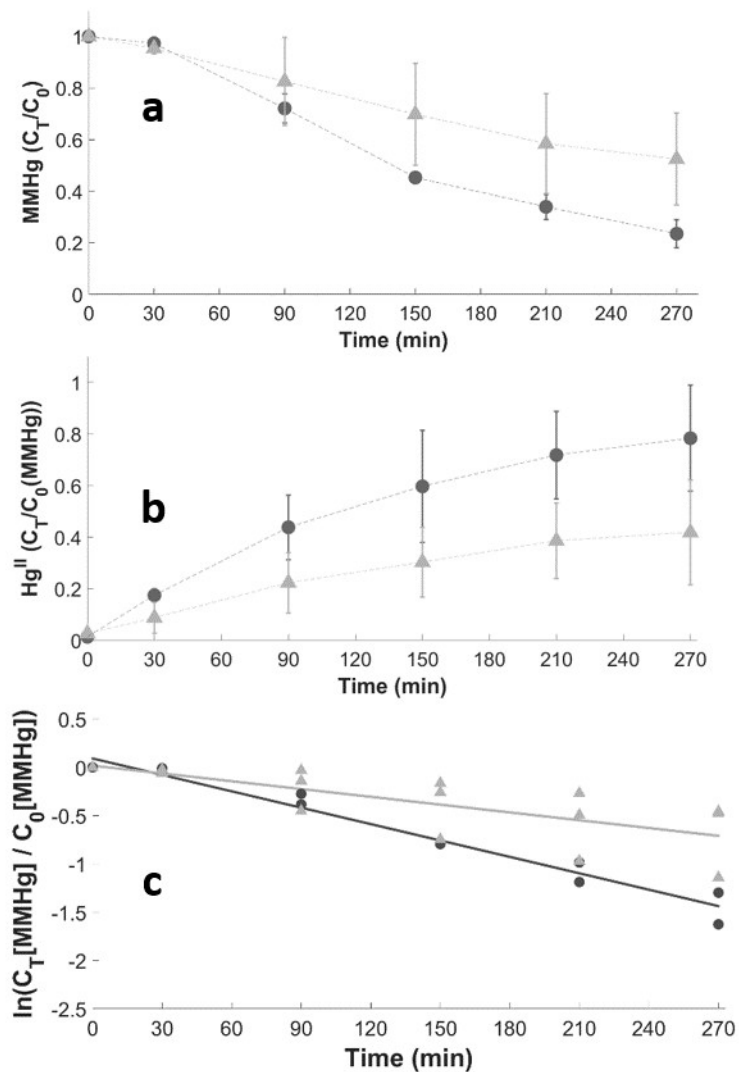 MMHg (C_T/C_0)
1
0.8
0.6
0.4
0.2
0
a
0 30 60 90 120 150 180 210 240 270
Time (min)
Hg^II (C_T/C_0(MMHg))
1
0.8
0.6
0.4
0.2
0
b
0 30 60 90 120 150 180 210 240 270
Time (min)
ln(C_T[MMHg] / C_0[MMHg])
0.5
0
-0.5
-1
-1.5
-2
-2.5
c
0 30 60 90 120 150 180 210 240 270
Time (min)